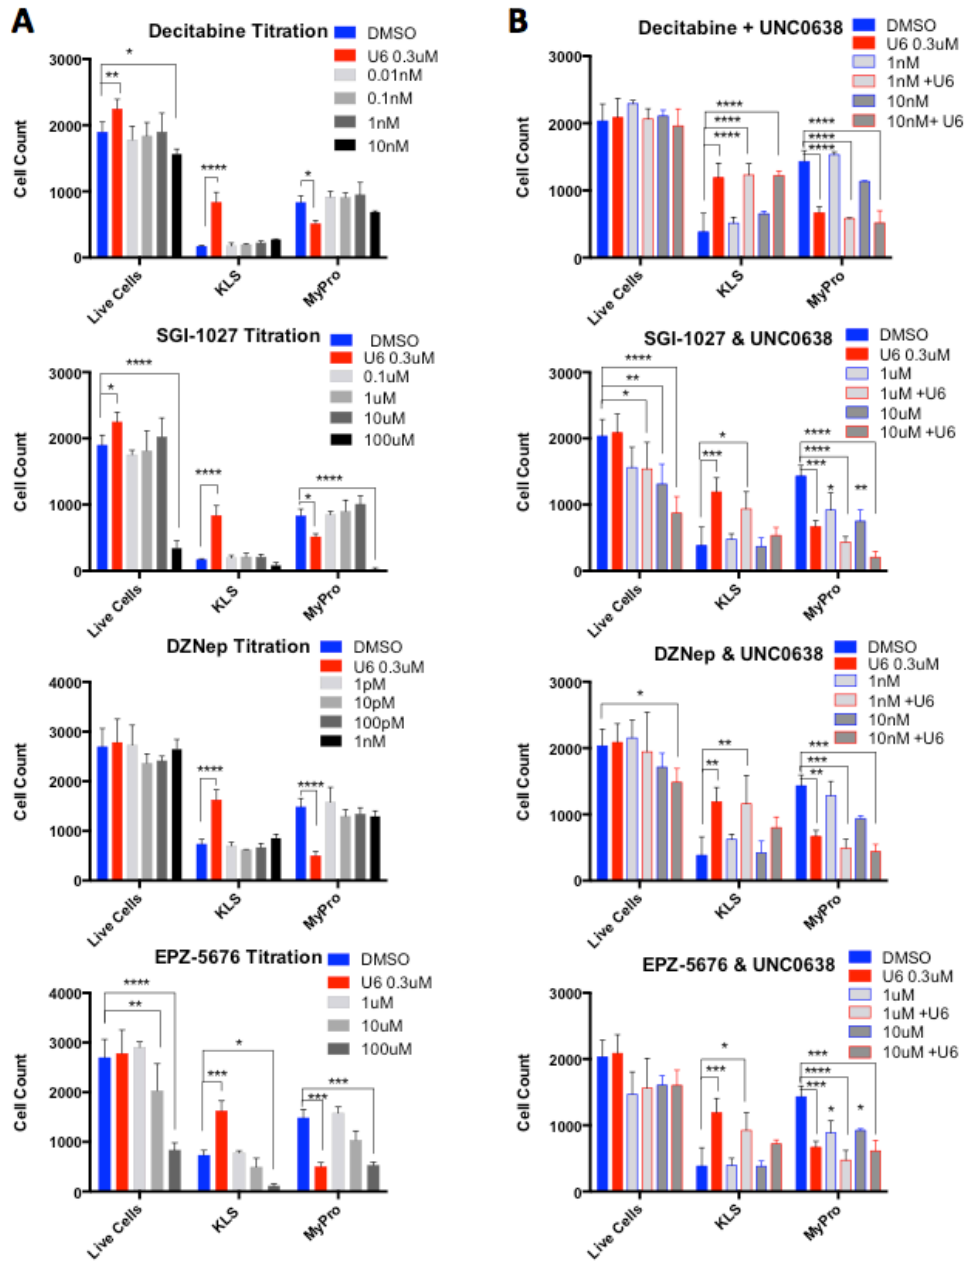 A
Decitabine Titration
DMSO
U6 0.3uM
0.01nM
0.1nM
1nM
10nM
Cell Count
3000
2000
1000
0
*
**
****
*
Live Cells
KLS
MyPro
SGI-1027 Titration
DMSO
U6 0.3uM
0.1uM
1uM
10uM
100uM
Cell Count
3000
2000
1000
0
****
*
****
****
*
Live Cells
KLS
MyPro
DZNep Titration
DMSO
U6 0.3uM
1pM
10pM
100pM
1nM
Cell Count
4000
3000
2000
1000
0
****
****
Live Cells
KLS
MyPro
EPZ-5676 Titration
DMSO
U6 0.3uM
1uM
10uM
100uM
Cell Count
4000
3000
2000
1000
0
****
**
*
***
***
***
Live Cells
KLS
MyPro
B
Decitabine + UNC0638
DMSO
U6 0.3uM
1nM
1nM +U6
10nM
10nM+ U6
Cell Count
3000
2000
1000
0
****
****
****
****
****
****
Live Cells
KLS
MyPro
SGI-1027 & UNC0638
DMSO
U6 0.3uM
1uM
1uM +U6
10uM
10uM +U6
Cell Count
3000
2000
1000
0
****
**
*
*
***
****
****
***
*
**
Live Cells
KLS
MyPro
DZNep & UNC0638
DMSO
U6 0.3uM
1nM
1nM +U6
10nM
10nM +U6
Cell Count
3000
2000
1000
0
*
**
**
***
***
**
Live Cells
KLS
MyPro
EPZ-5676 & UNC0638
DMSO
U6 0.3uM
1uM
1uM +U6
10uM
10uM +U6
Cell Count
3000
2000
1000
0
*
***
***
****
***
*
*
Live Cells
KLS
MyPro